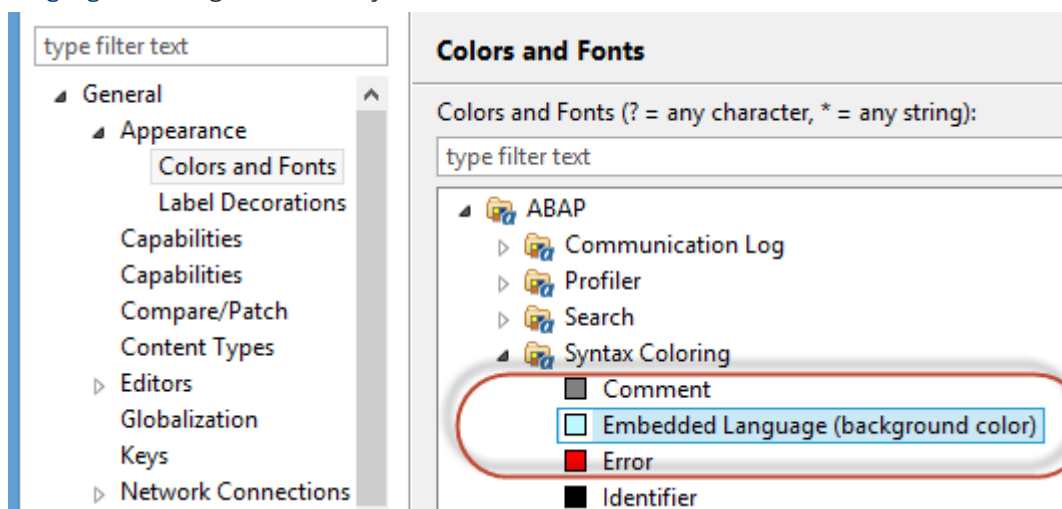 type filter text
General
Appearance
Colors and Fonts
Label Decorations
Capabilities
Capabilities
Compare/Patch
Content Types
Editors
Globalization
Keys
Network Connections
Colors and Fonts
Colors and Fonts (? = any character, * = any string):
type filter text
ABAP
Communication Log
Profiler
Search
Syntax Coloring
Comment
Embedded Language (background color)
Error
Identifier